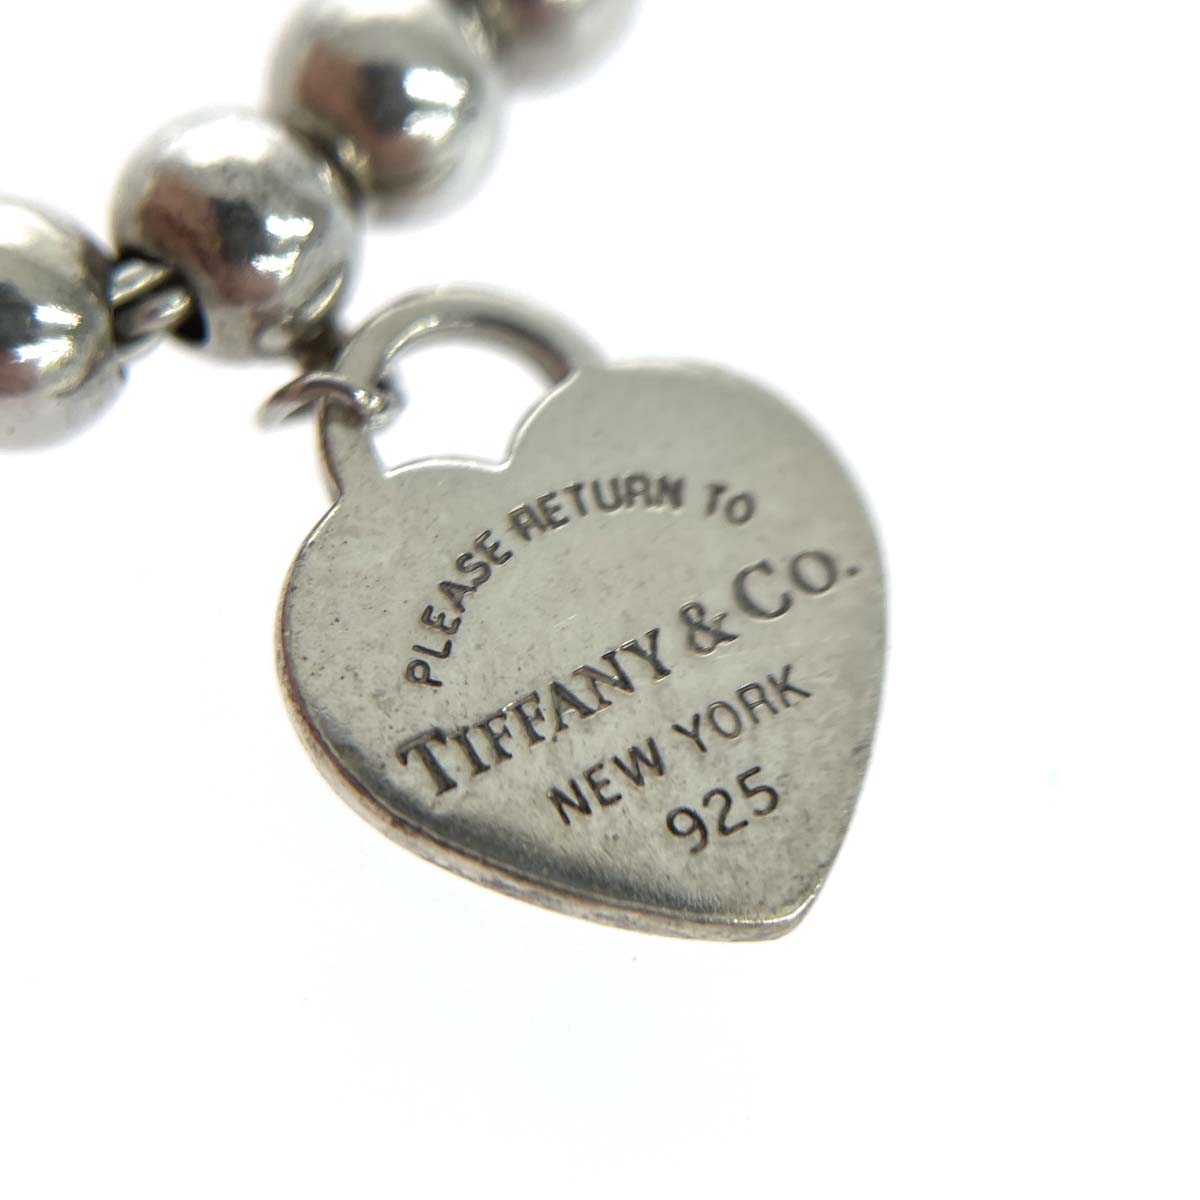 PLEASE RETURN TO
TIFFANY & CO.
NEW YORK
925